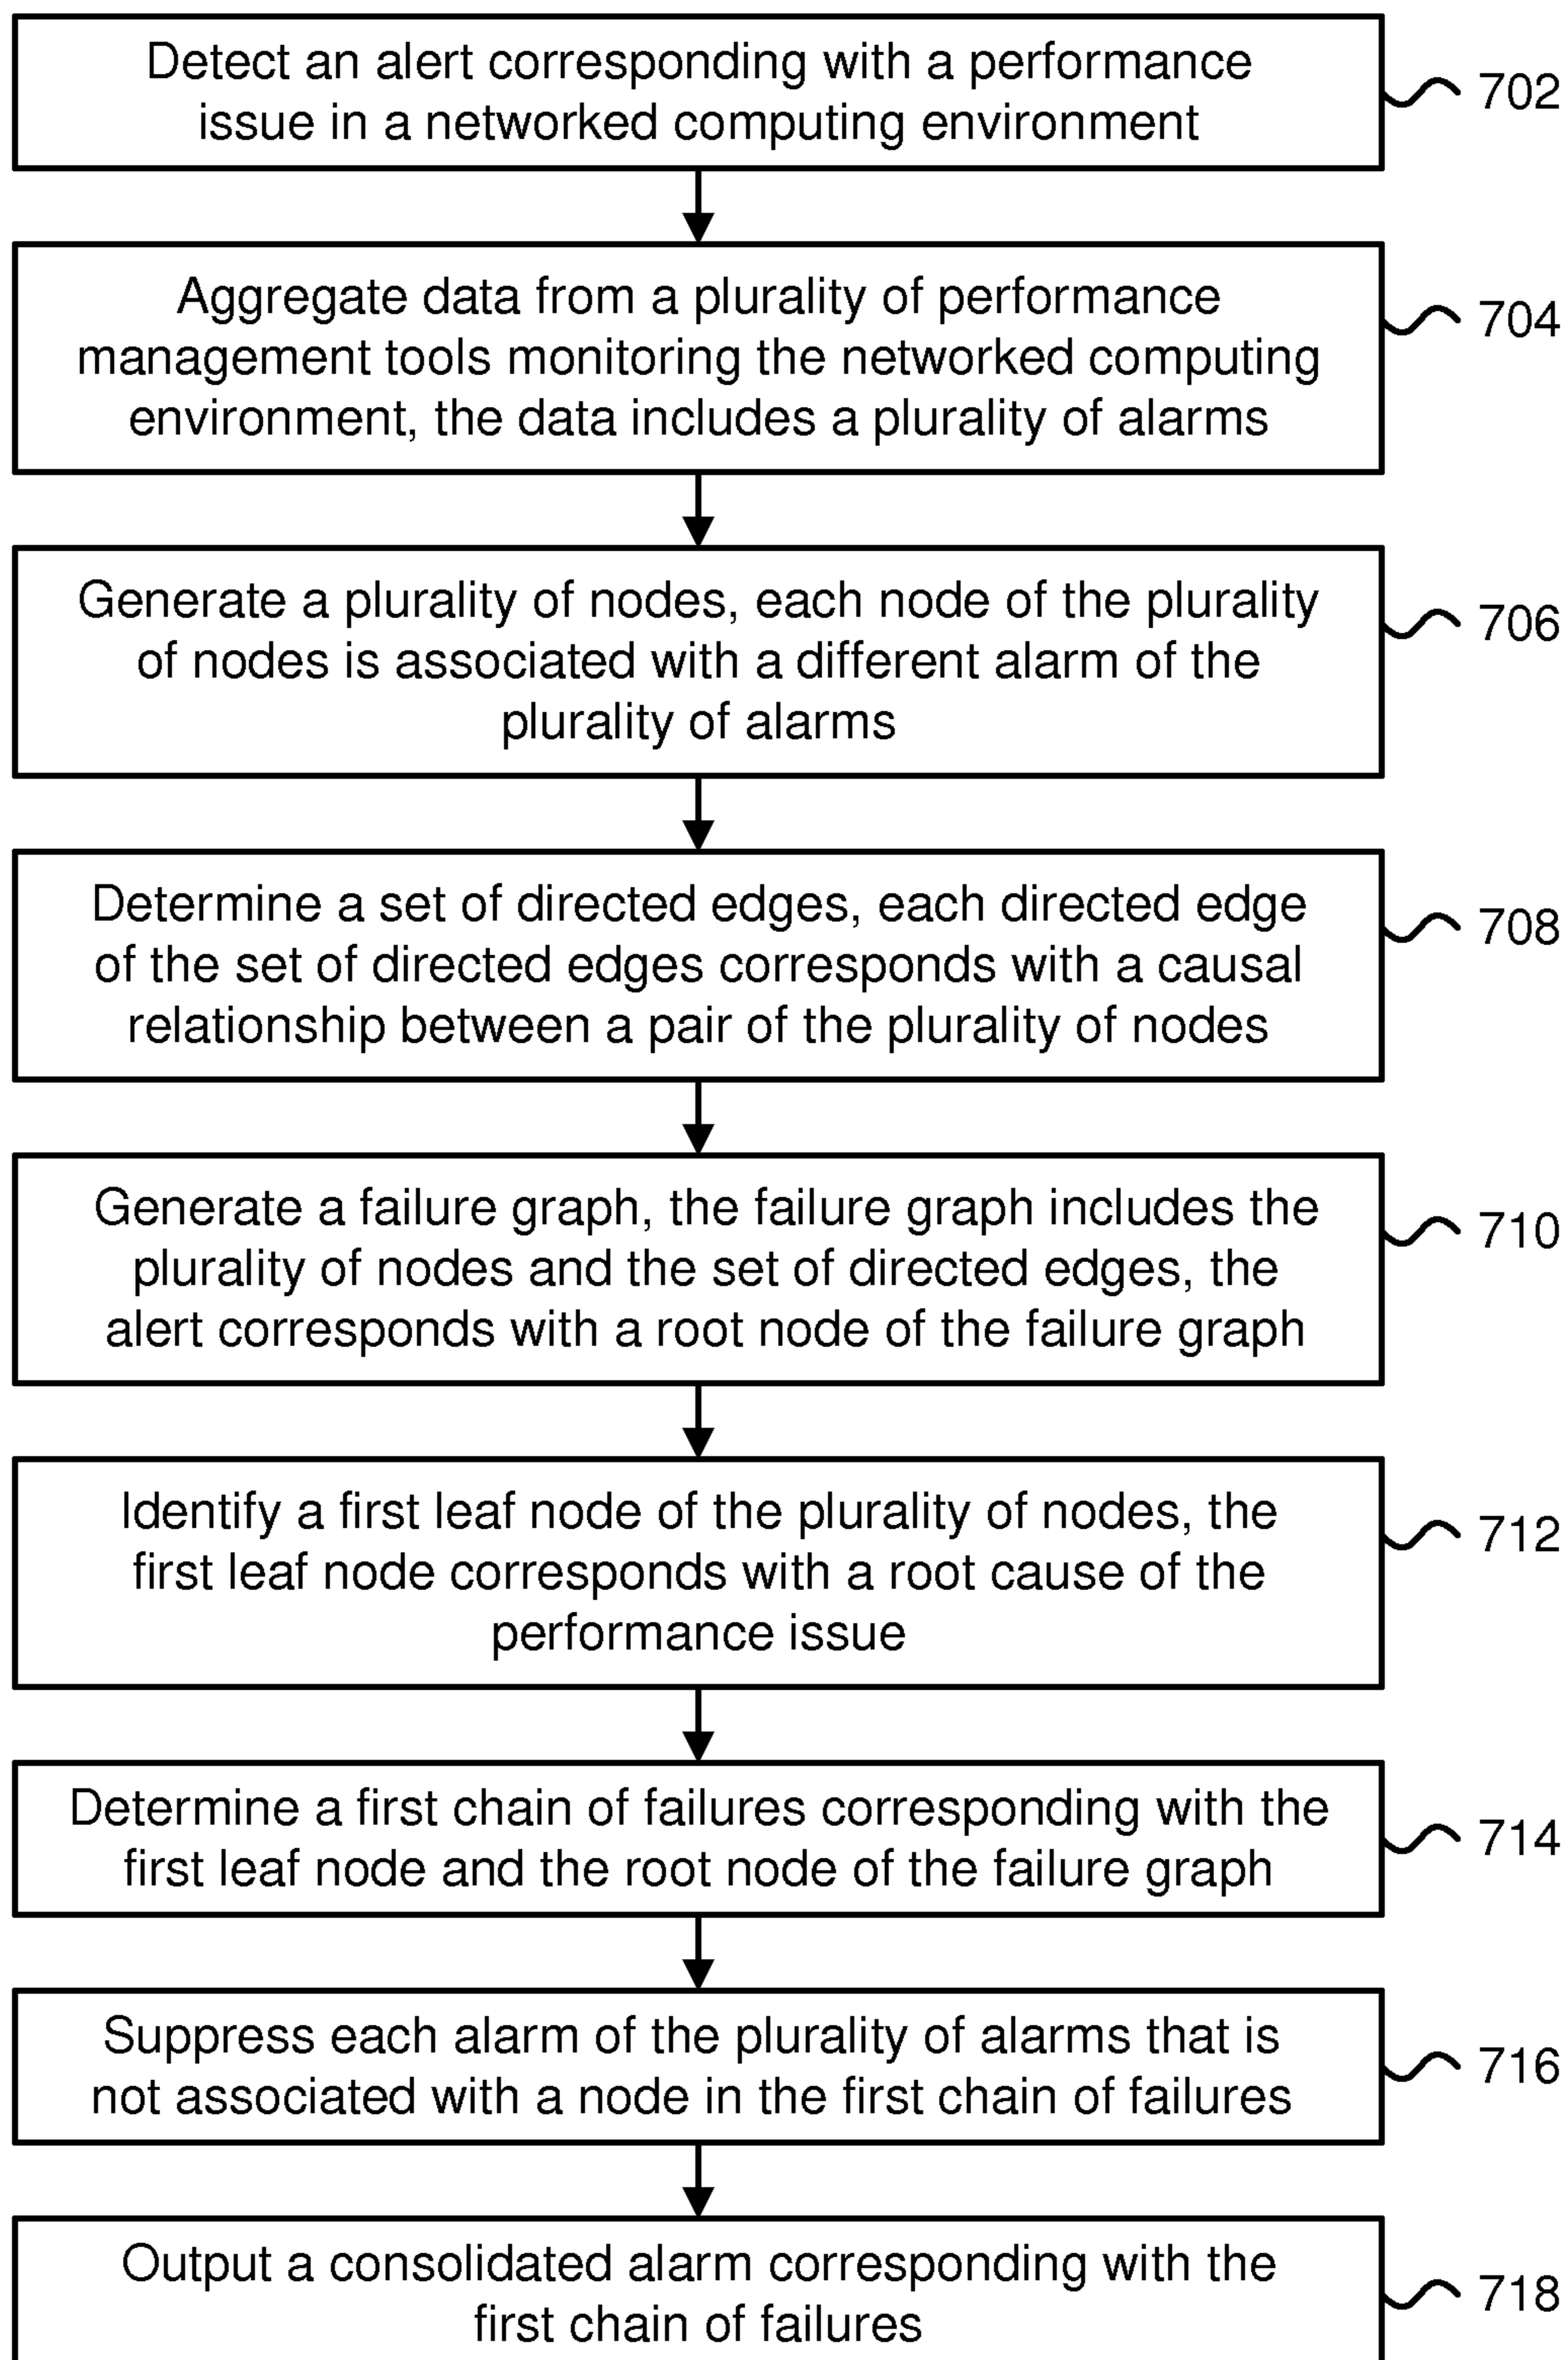 Detect an alert corresponding with a performance
issue in a networked computing environment
702
Aggregate data from a plurality of performance
management tools monitoring the networked computing
environment, the data includes a plurality of alarms
704
Generate a plurality of nodes, each node of the plurality
of nodes is associated with a different alarm of the
plurality of alarms
706
Determine a set of directed edges, each directed edge
of the set of directed edges corresponds with a causal
relationship between a pair of the plurality of nodes
708
Generate a failure graph, the failure graph includes the
plurality of nodes and the set of directed edges, the
alert corresponds with a root node of the failure graph
710
Identify a first leaf node of the plurality of nodes, the
first leaf node corresponds with a root cause of the
performance issue
712
Determine a first chain of failures corresponding with the
first leaf node and the root node of the failure graph
714
Suppress each alarm of the plurality of alarms that is
not associated with a node in the first chain of failures
716
Output a consolidated alarm corresponding with the
first chain of failures
718